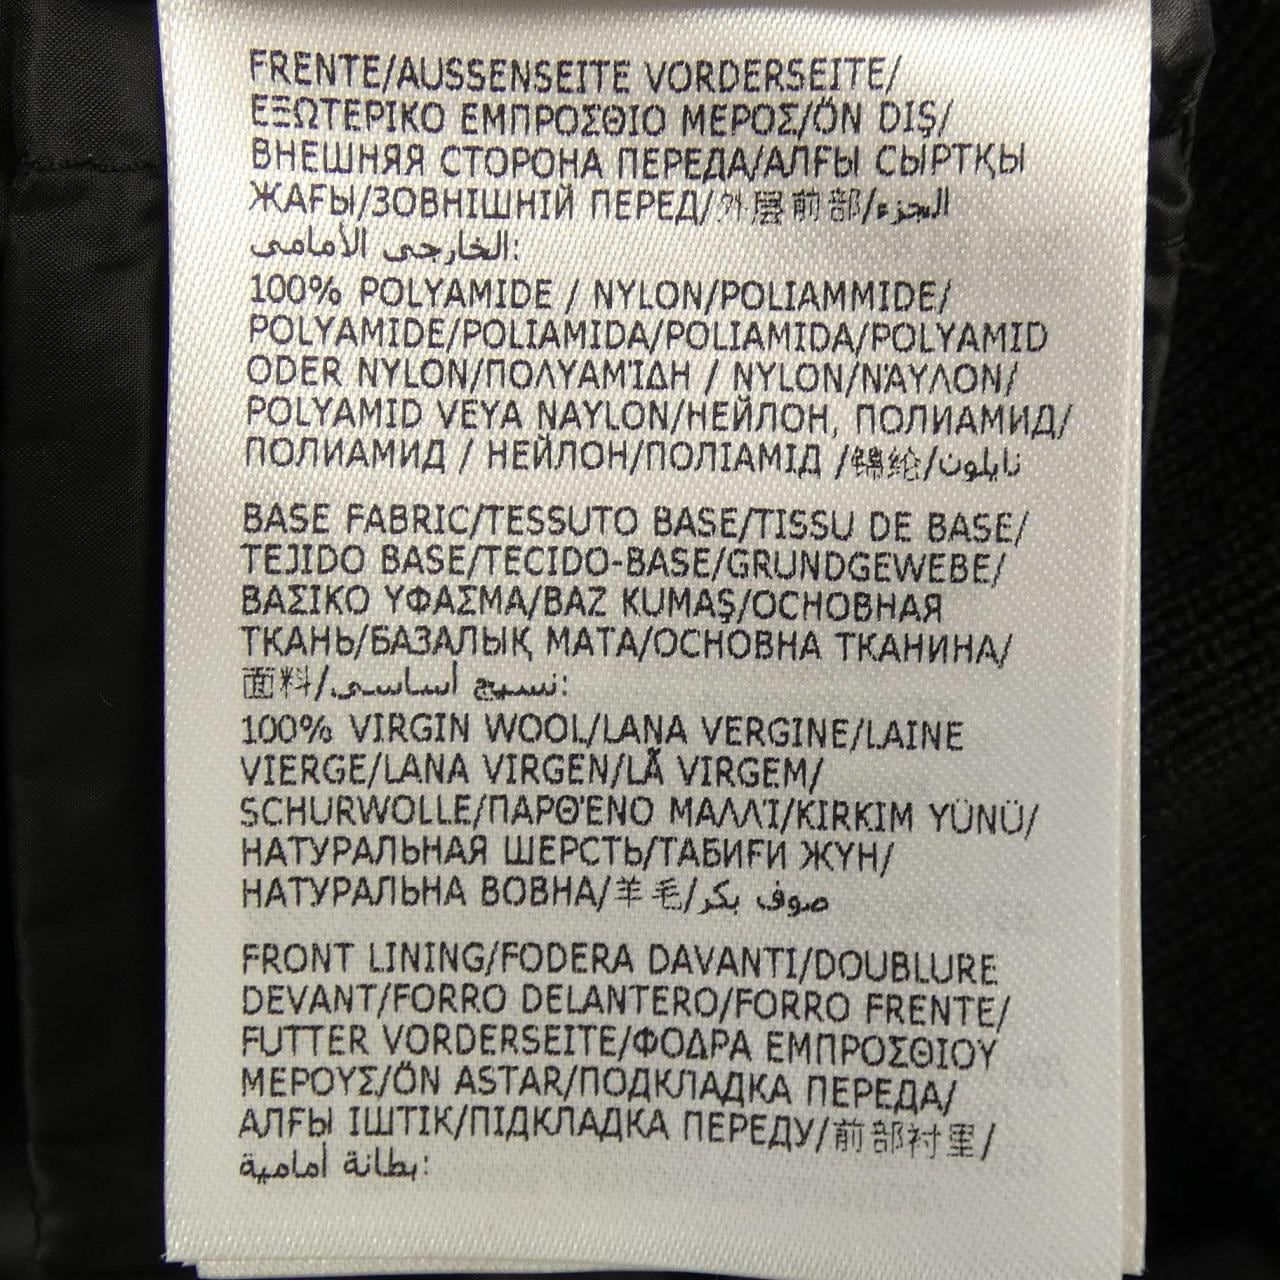 FRENTE/AUSSENSEITE VORDERSEITE/
ΕΞΩΤΕΡΙΚΟ ΕΜΠΡΟΣΘΙΟ ΜΕΡΟΣ/ÖN DIŞ/
ВНЕШНЯЯ СТОРОНА ПЕРЕДА/АЛҒЫ СЫРТҚЫ
ЖАҒЫ/ЗОВНІШНІЙ ПЕРЕД/外层前部/الجزء
الخارجي الأمامي:
100% POLYAMIDE / NYLON/POLIAMMIDE/
POLYAMIDE/POLIAMIDA/POLIAMIDA/POLYAMID
ODER NYLON/ΠΟΛΥΑΜΊΔΗ / NYLON/ΝΆΥΛΟΝ/
POLYAMID VEYA NAYLON/НЕЙЛОН, ПОЛИАМИД/
ПОЛИАМИД / НЕЙЛОН/ПОЛІАМІД /锦纶/نايلون
BASE FABRIC/TESSUTO BASE/TISSU DE BASE/
TEJIDO BASE/TECIDO-BASE/GRUNDGEWEBE/
ΒΑΣΙΚΟ ΥΦΑΣΜΑ/BAZ KUMAŞ/ОСНОВНАЯ
ТКАНЬ/БАЗАЛЫҚ МАТА/ОСНОВНА ТКАНИНА/
面料/نسيج أساسي:
100% VIRGIN WOOL/LANA VERGINE/LAINE
VIERGE/LANA VIRGEN/LÃ VIRGEM/
SCHURWOLLE/ΠΑΡΘΈΝΟ ΜΑΛΛΊ/KIRKIM YÜNÜ/
НАТУРАЛЬНАЯ ШЕРСТЬ/ТАБИҒИ ЖҮН/
НАТУРАЛЬНА ВОВНА/羊毛/صوف بكر
FRONT LINING/FODERA DAVANTI/DOUBLURE
DEVANT/FORRO DELANTERO/FORRO FRENTE/
FUTTER VORDERSEITE/ΦΟΔΡΑ ΕΜΠΡΟΣΘΙΟΥ
ΜΕΡΟΥΣ/ÖN ASTAR/ПОДКЛАДКА ПЕРЕДА/
АЛҒЫ ІШТІК/ПІДКЛАДКА ПЕРЕДУ/前部衬里/
بطانة أمامية: